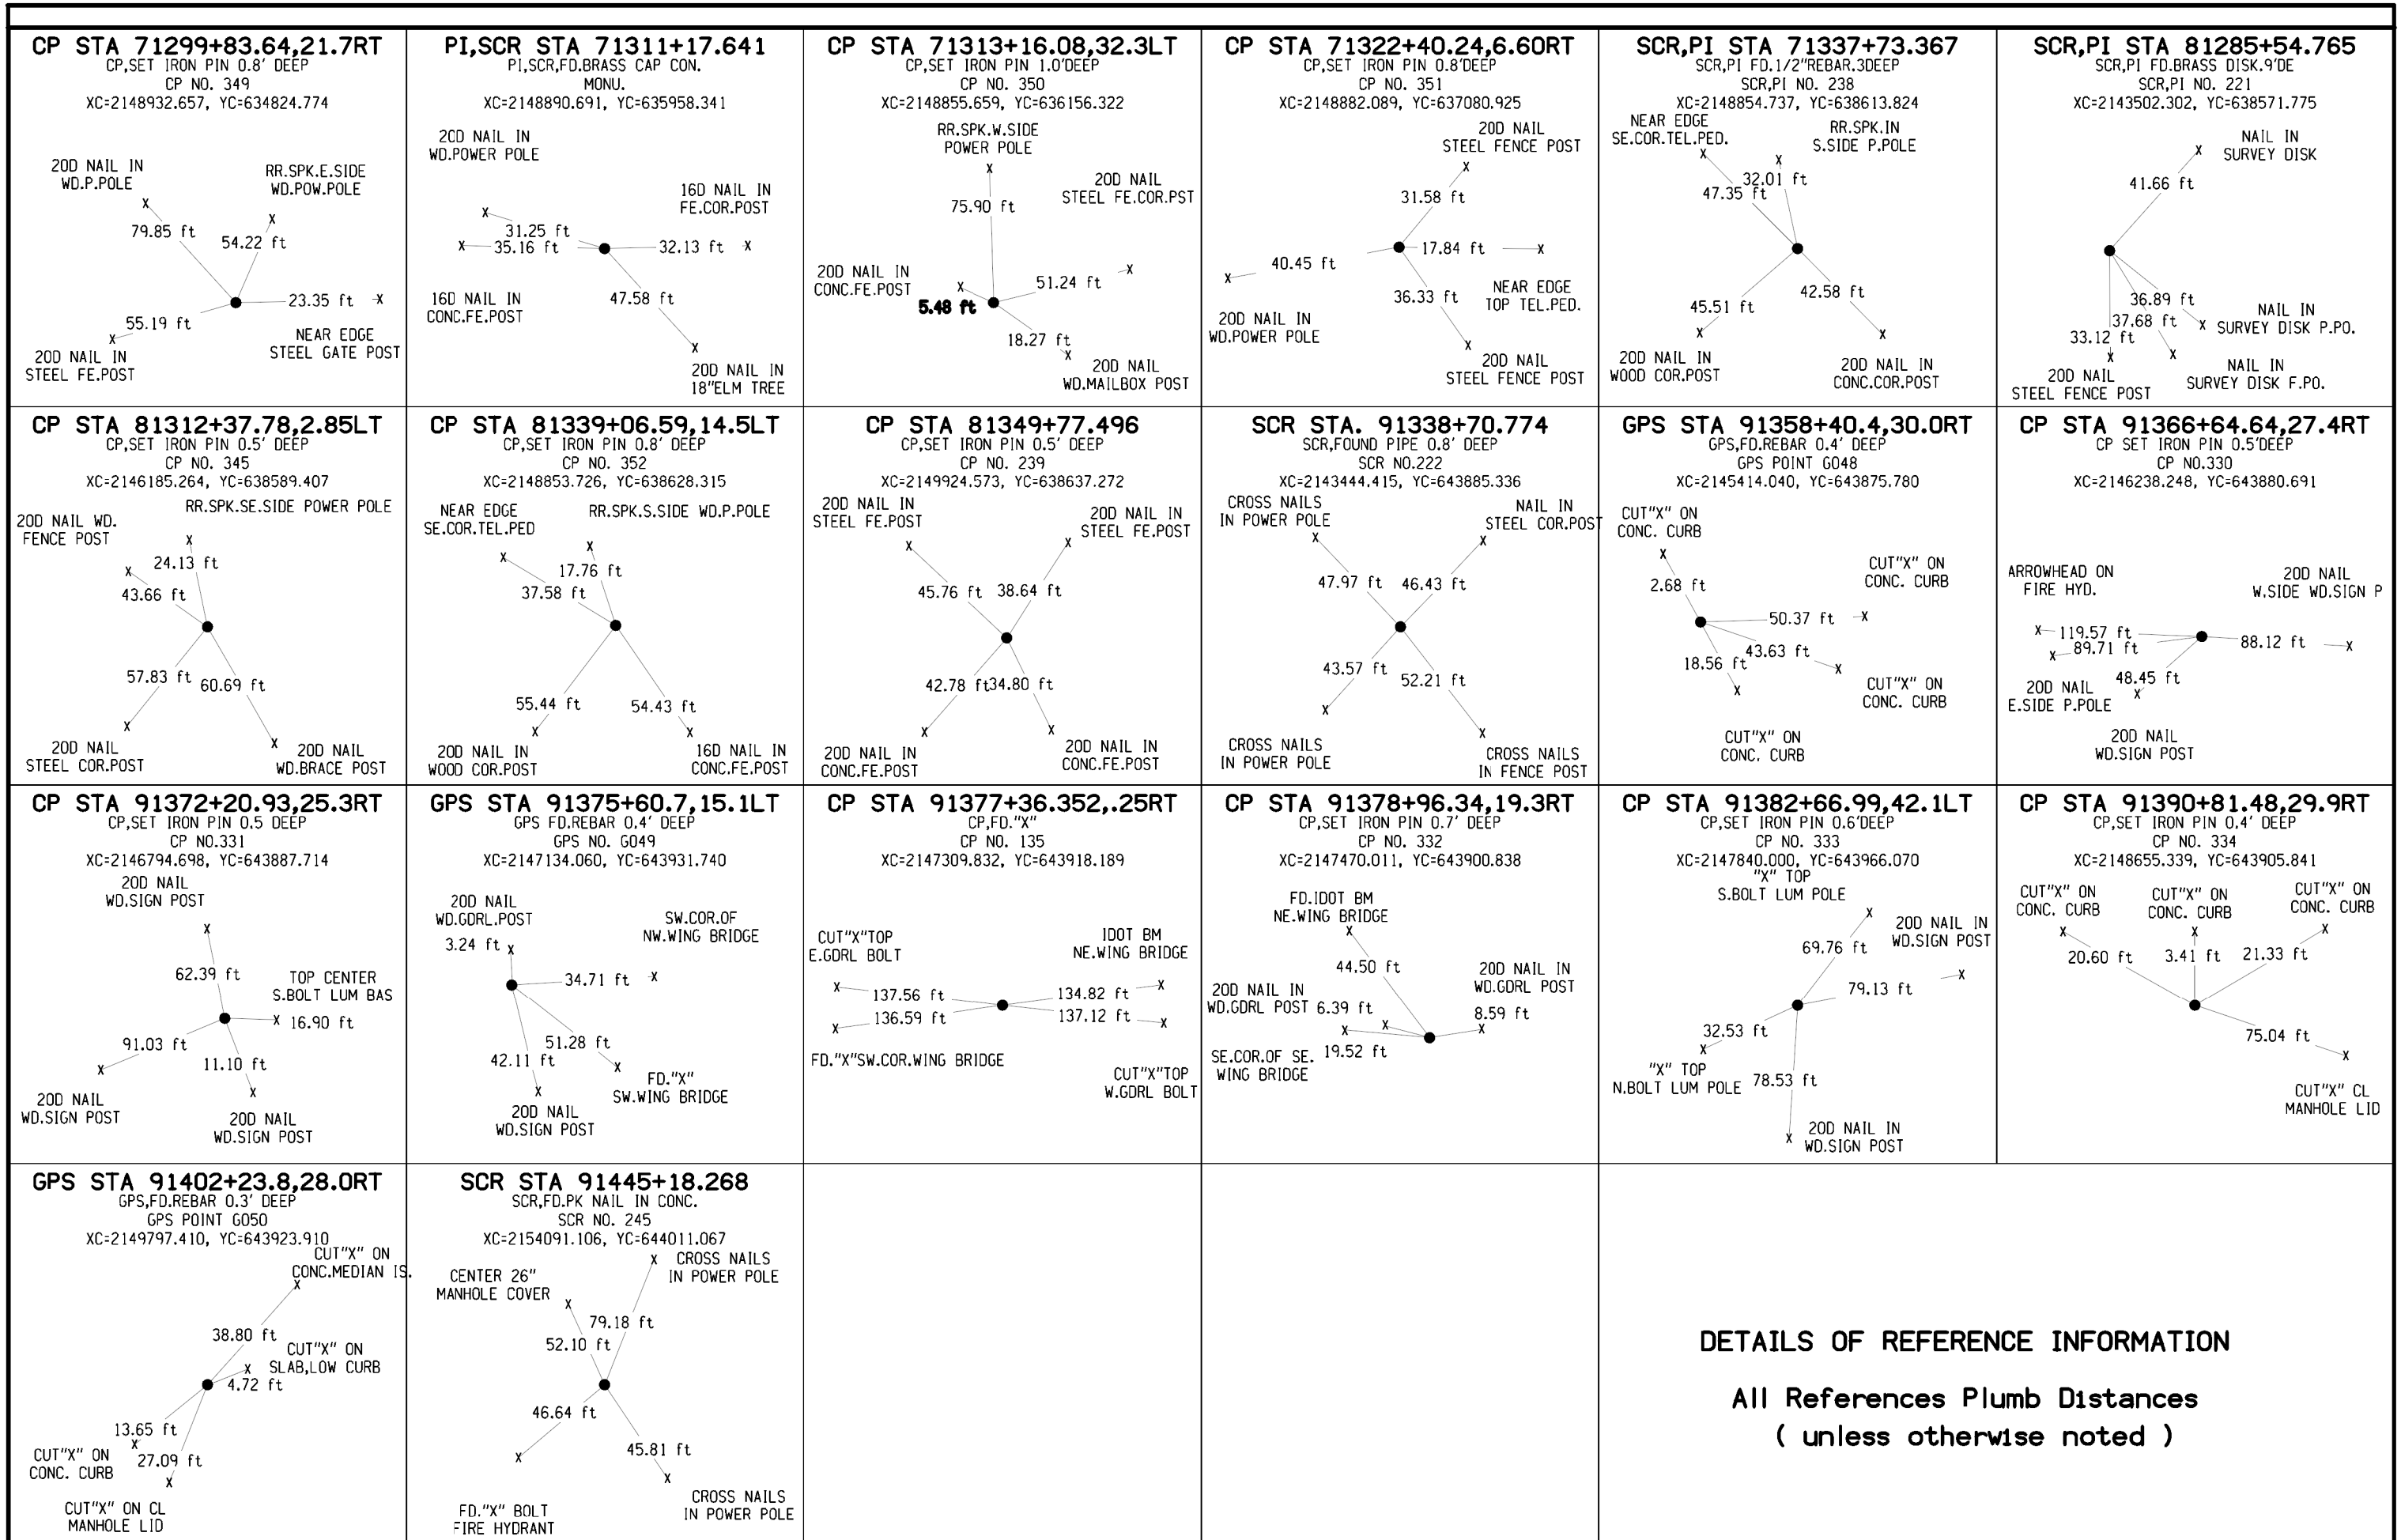 CP STA 71299+83.64,21.7RT
CP,SET IRON PIN 0.8' DEEP
CP NO. 349
XC=2148932.657, YC=634824.774
20D NAIL IN
WD.P.POLE
RR.SPK.E.SIDE
WD.POW.POLE
79.85 ft
54.22 ft
23.35 ft
55.19 ft
NEAR EDGE
STEEL GATE POST
20D NAIL IN
STEEL FE.POST
PI,SCR STA 71311+17.641
PI,SCR,FD.BRASS CAP CON.
MONU.
XC=2148890.691, YC=635958.341
20D NAIL IN
WD.POWER POLE
16D NAIL IN
FE.COR.POST
31.25 ft
35.16 ft
32.13 ft
16D NAIL IN
CONC.FE.POST
47.58 ft
20D NAIL IN
18"ELM TREE
CP STA 71313+16.08,32.3LT
CP,SET IRON PIN 1.0'DEEP
CP NO. 350
XC=2148855.659, YC=636156.322
RR.SPK.W.SIDE
POWER POLE
20D NAIL
STEEL FE.COR.PST
75.90 ft
20D NAIL IN
CONC.FE.POST
51.24 ft
5.48 ft
18.27 ft
20D NAIL
WD.MAILBOX POST
CP STA 71322+40.24,6.60RT
CP,SET IRON PIN 0.8'DEEP
CP NO. 351
XC=2148882.089, YC=637080.925
20D NAIL
STEEL FENCE POST
31.58 ft
17.84 ft
40.45 ft
NEAR EDGE
TOP TEL.PED.
36.33 ft
20D NAIL IN
WD.POWER POLE
20D NAIL
STEEL FENCE POST
SCR,PI STA 71337+73.367
SCR,PI FD.1/2"REBAR.3DEEP
SCR,PI NO. 238
XC=2148854.737, YC=638613.824
NEAR EDGE
SE.COR.TEL.PED.
RR.SPK.IN
S.SIDE P.POLE
32.01 ft
47.35 ft
42.58 ft
45.51 ft
20D NAIL IN
WOOD COR.POST
20D NAIL IN
CONC.COR.POST
SCR,PI STA 81285+54.765
SCR,PI FD.BRASS DISK.9'DE
SCR,PI NO. 221
XC=2143502.302, YC=638571.775
NAIL IN
SURVEY DISK
41.66 ft
36.89 ft
37.68 ft
33.12 ft
NAIL IN
SURVEY DISK P.PO.
NAIL IN
SURVEY DISK F.PO.
20D NAIL
STEEL FENCE POST
CP STA 81312+37.78,2.85LT
CP,SET IRON PIN 0.5' DEEP
CP NO. 345
XC=2146185.264, YC=638589.407
RR.SPK.SE.SIDE POWER POLE
20D NAIL WD.
FENCE POST
24.13 ft
43.66 ft
57.83 ft
60.69 ft
20D NAIL
STEEL COR.POST
20D NAIL
WD.BRACE POST
CP STA 81339+06.59,14.5LT
CP,SET IRON PIN 0.8' DEEP
CP NO. 352
XC=2148853.726, YC=638628.315
NEAR EDGE
SE.COR.TEL.PED
RR.SPK.S.SIDE WD.P.POLE
17.76 ft
37.58 ft
55.44 ft
54.43 ft
20D NAIL IN
WOOD COR.POST
16D NAIL IN
CONC.FE.POST
CP STA 81349+77.496
CP,SET IRON PIN 0.5' DEEP
CP NO. 239
XC=2149924.573, YC=638637.272
20D NAIL IN
STEEL FE.POST
20D NAIL IN
STEEL FE.POST
45.76 ft
38.64 ft
42.78 ft
34.80 ft
20D NAIL IN
CONC.FE.POST
20D NAIL IN
CONC.FE.POST
SCR STA. 91338+70.774
SCR,FOUND PIPE 0.8' DEEP
SCR NO.222
XC=2143444.415, YC=643885.336
CROSS NAILS
IN POWER POLE
NAIL IN
STEEL COR.POST
47.97 ft
46.43 ft
43.57 ft
52.21 ft
CROSS NAILS
IN POWER POLE
CROSS NAILS
IN FENCE POST
GPS STA 91358+40.4,30.0RT
GPS,FD.REBAR 0.4' DEEP
GPS POINT G048
XC=2145414.040, YC=643875.780
CUT"X" ON
CONC. CURB
CUT"X" ON
CONC. CURB
2.68 ft
50.37 ft
43.63 ft
18.56 ft
CUT"X" ON
CONC. CURB
CUT"X" ON
CONC. CURB
CP STA 91366+64.64,27.4RT
CP SET IRON PIN 0.5'DEEP
CP NO.330
XC=2146238.248, YC=643880.691
ARROWHEAD ON
FIRE HYD.
20D NAIL
W.SIDE WD.SIGN P
119.57 ft
89.71 ft
88.12 ft
48.45 ft
20D NAIL
E.SIDE P.POLE
20D NAIL
WD.SIGN POST
CP STA 91372+20.93,25.3RT
CP,SET IRON PIN 0.5 DEEP
CP NO.331
XC=2146794.698, YC=643887.714
20D NAIL
WD.SIGN POST
62.39 ft
TOP CENTER
S.BOLT LUM BAS
16.90 ft
91.03 ft
11.10 ft
20D NAIL
WD.SIGN POST
20D NAIL
WD.SIGN POST
GPS STA 91375+60.7,15.1LT
GPS FD.REBAR 0.4' DEEP
GPS NO. G049
XC=2147134.060, YC=643931.740
20D NAIL
WD.GDRL.POST
SW.COR.OF
NW.WING BRIDGE
3.24 ft
34.71 ft
51.28 ft
42.11 ft
FD."X"
SW.WING BRIDGE
20D NAIL
WD.SIGN POST
CP STA 91377+36.352,.25RT
CP,FD."X"
CP NO. 135
XC=2147309.832, YC=643918.189
CUT"X"TOP
E.GDRL BOLT
IDOT BM
NE.WING BRIDGE
137.56 ft
134.82 ft
136.59 ft
137.12 ft
FD."X"SW.COR.WING BRIDGE
CUT"X"TOP
W.GDRL BOLT
CP STA 91378+96.34,19.3RT
CP,SET IRON PIN 0.7' DEEP
CP NO. 332
XC=2147470.011, YC=643900.838
FD.IDOT BM
NE.WING BRIDGE
44.50 ft
20D NAIL IN
WD.GDRL POST
20D NAIL IN
WD.GDRL POST
6.39 ft
8.59 ft
19.52 ft
SE.COR.OF SE.
WING BRIDGE
CP STA 91382+66.99,42.1LT
CP,SET IRON PIN 0.6'DEEP
CP NO. 333
XC=2147840.000, YC=643966.070
"X" TOP
S.BOLT LUM POLE
20D NAIL IN
WD.SIGN POST
69.76 ft
79.13 ft
32.53 ft
"X" TOP
N.BOLT LUM POLE
78.53 ft
20D NAIL IN
WD.SIGN POST
CP STA 91390+81.48,29.9RT
CP,SET IRON PIN 0.4' DEEP
CP NO. 334
XC=2148655.339, YC=643905.841
CUT"X" ON
CONC. CURB
CUT"X" ON
CONC. CURB
CUT"X" ON
CONC. CURB
20.60 ft
3.41 ft
21.33 ft
75.04 ft
CUT"X" CL
MANHOLE LID
GPS STA 91402+23.8,28.0RT
GPS,FD.REBAR 0.3' DEEP
GPS POINT G050
XC=2149797.410, YC=643923.910
CUT"X" ON
CONC.MEDIAN IS.
38.80 ft
CUT"X" ON
SLAB,LOW CURB
4.72 ft
13.65 ft
27.09 ft
CUT"X" ON
CONC. CURB
CUT"X" ON CL
MANHOLE LID
SCR STA 91445+18.268
SCR,FD.PK NAIL IN CONC.
SCR NO. 245
XC=2154091.106, YC=644011.067
CROSS NAILS
IN POWER POLE
CENTER 26"
MANHOLE COVER
79.18 ft
52.10 ft
46.64 ft
45.81 ft
FD."X" BOLT
FIRE HYDRANT
CROSS NAILS
IN POWER POLE
DETAILS OF REFERENCE INFORMATION
All References Plumb Distances
( unless otherwise noted )